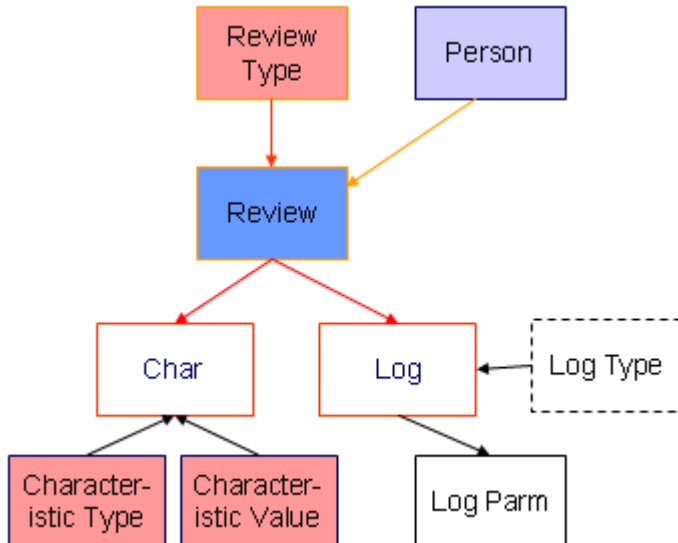 Review
Type
Person
Review
Char
Log
Log Type
Character-
istic Type
Character-
istic Value
Log Parm